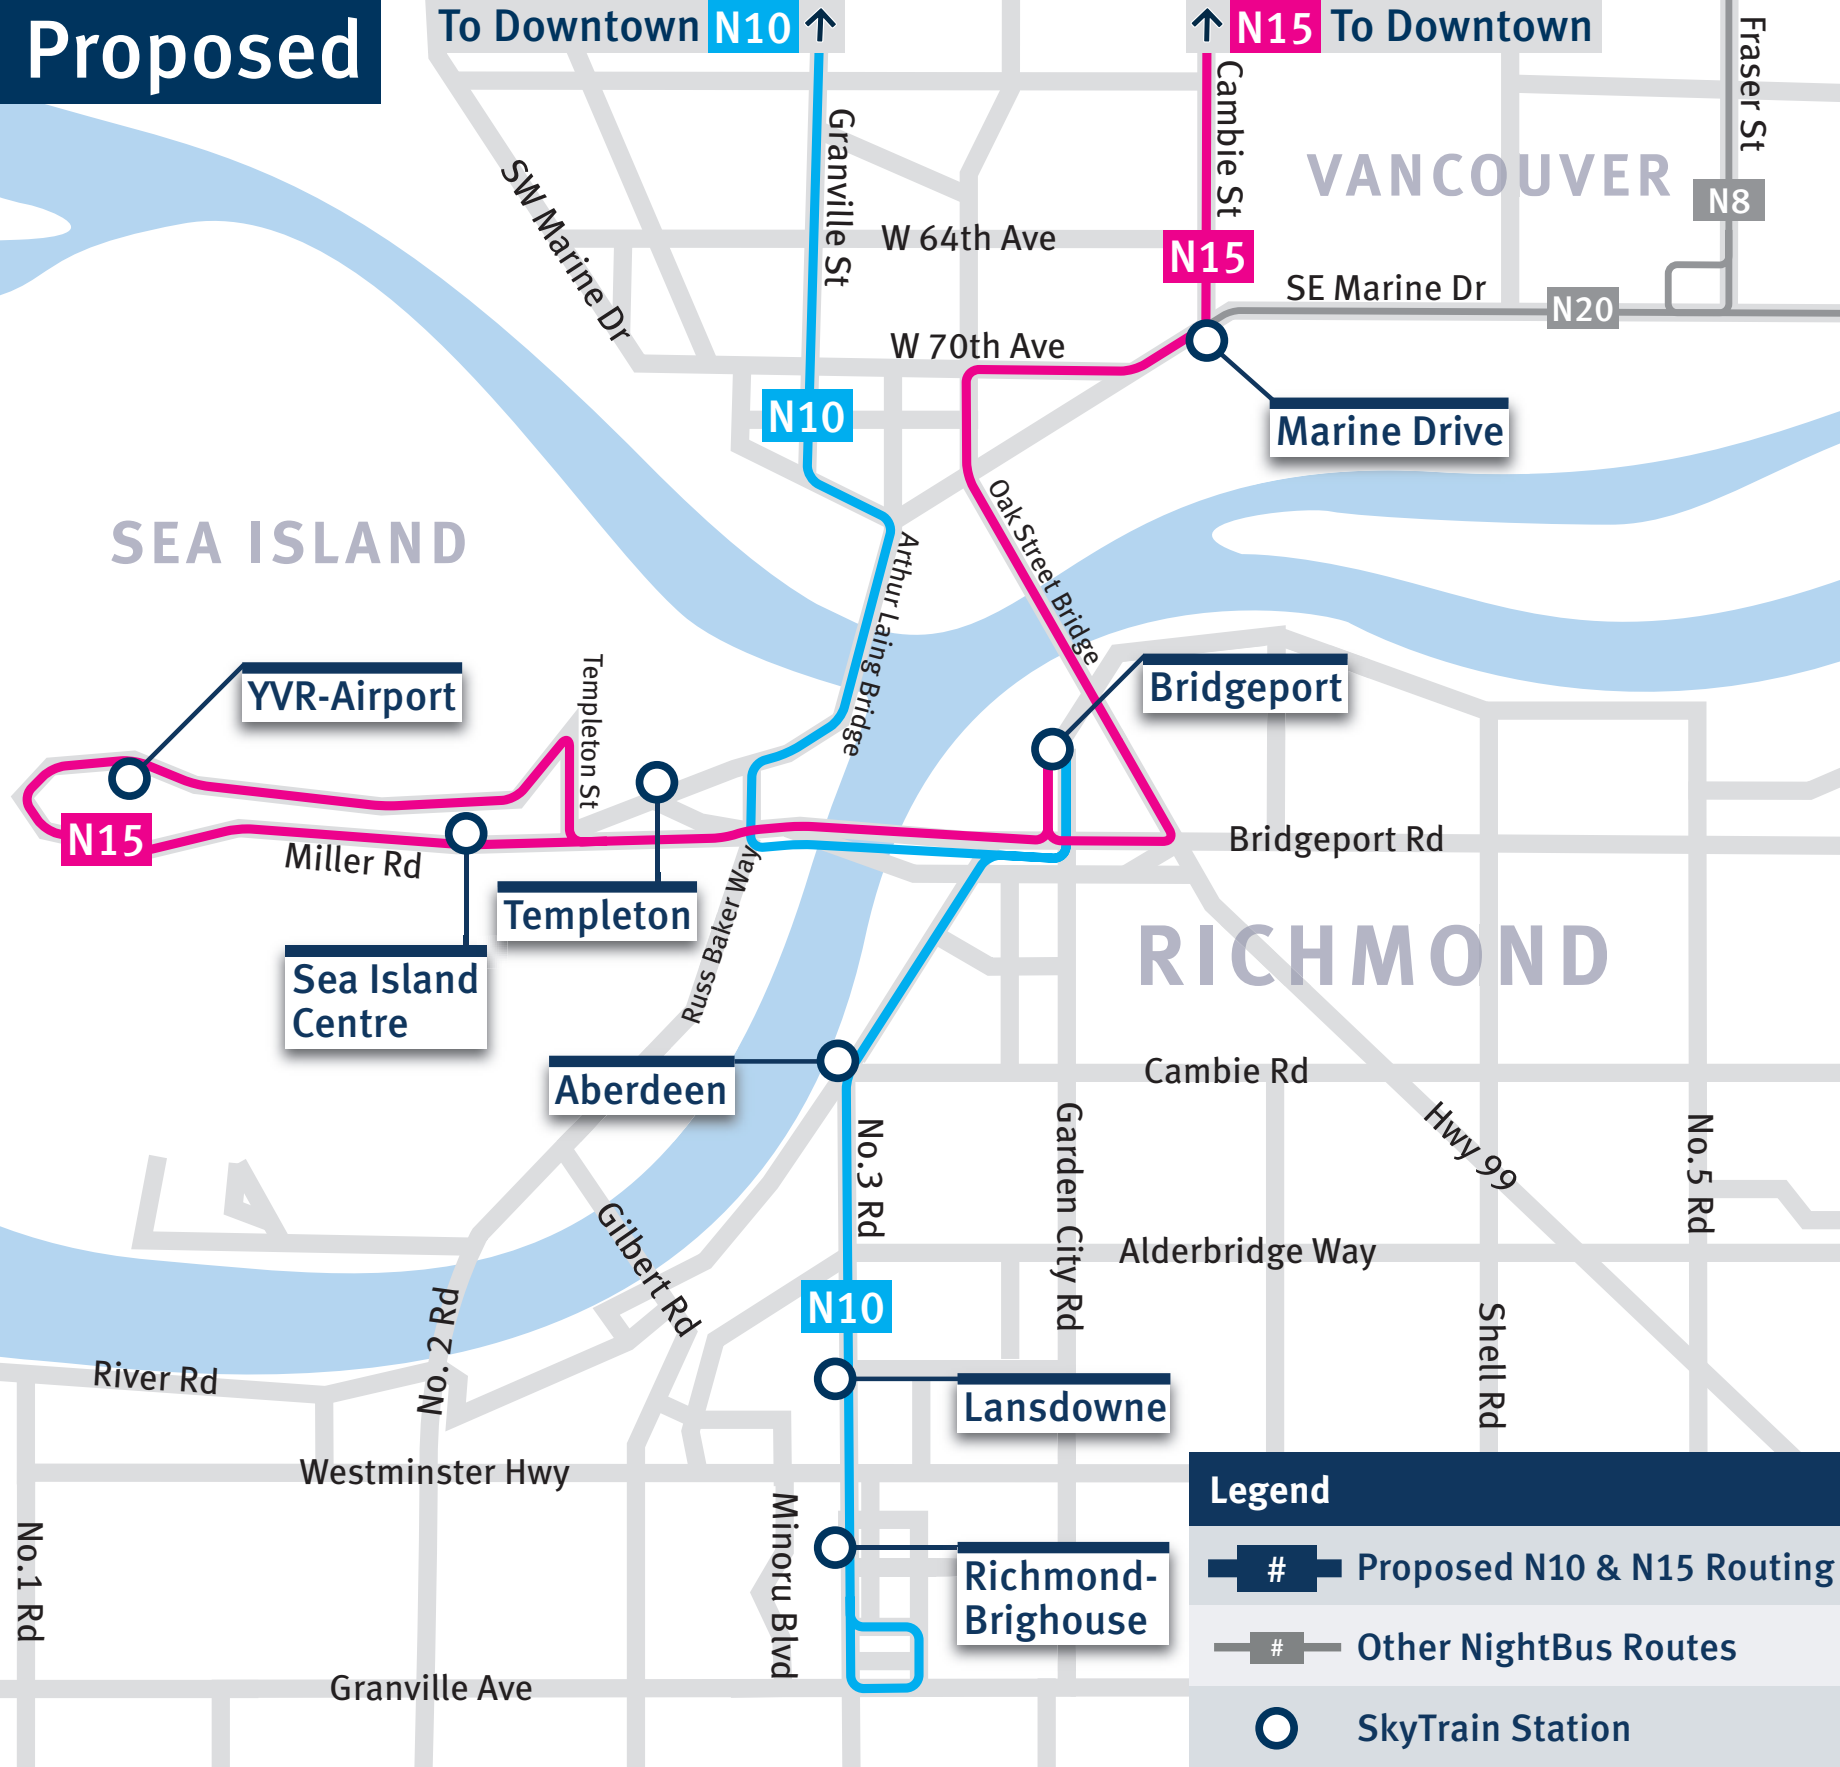 Proposed
To Downtown N10
N15 To Downtown
Fraser St
Cambie St
Granville St
VANCOUVER
SW Marine Dr
N8
W 64th Ave
N15
SE Marine Dr
N20
W 70th Ave
N10
Marine Drive
Oak Street Bridge
SEA ISLAND
Arthur Laing Bridge
Templeton St
YVR-Airport
Bridgeport
N15
Miller Rd
Bridgeport Rd
Templeton
Russ Baker Way
RICHMOND
Sea Island
Centre
Aberdeen
Cambie Rd
No.3 Rd
Garden City Rd
Hwy 99
No.5 Rd
Gilbert Rd
Alderbridge Way
No. 2 Rd
N10
Shell Rd
River Rd
Lansdowne
Westminster Hwy
Minoru Blvd
No.1 Rd
Richmond-
Brighouse
Granville Ave
Legend
# Proposed N10 & N15 Routing
# Other NightBus Routes
SkyTrain Station